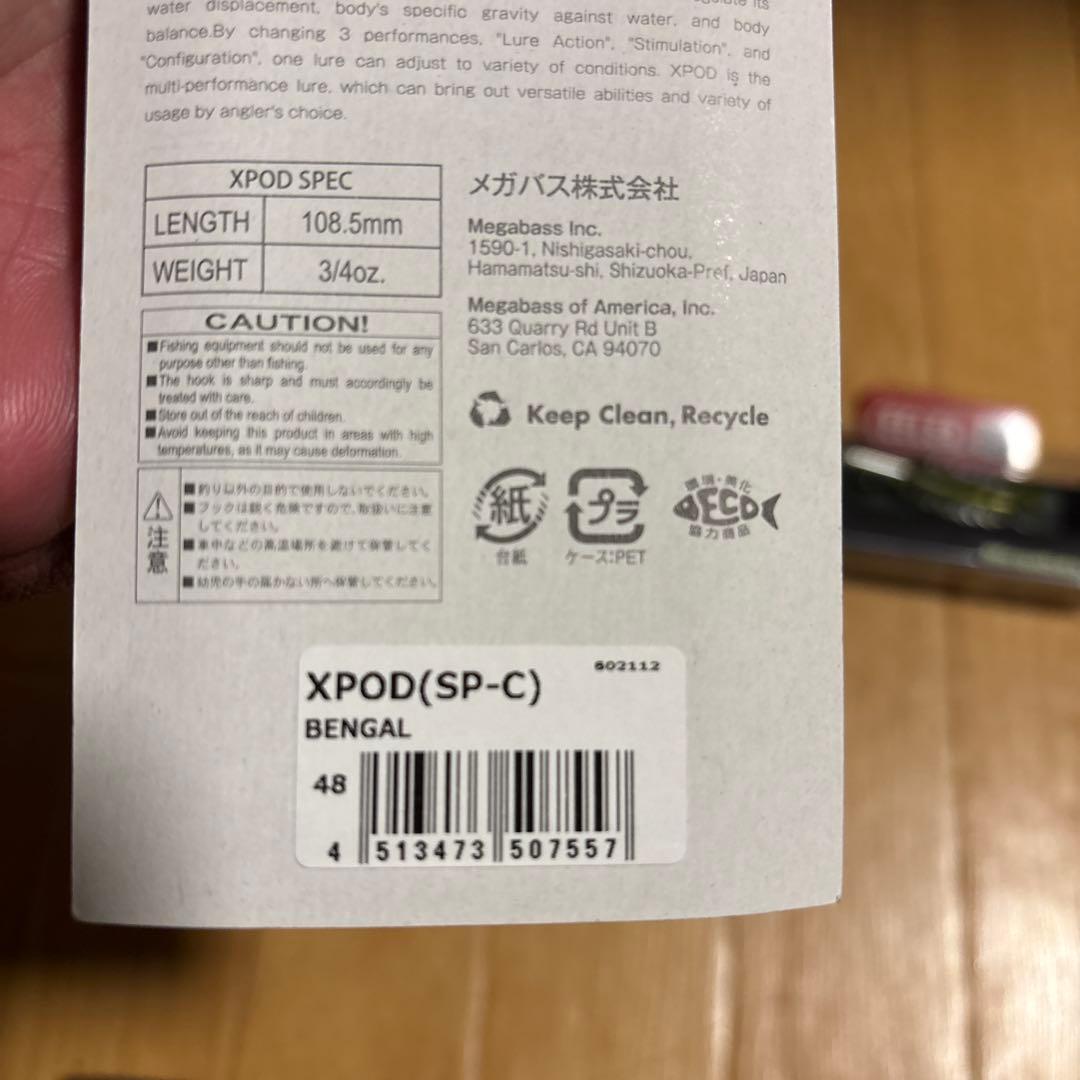 water displacement, body's specific gravity against water, and body
balance.By changing 3 performances, "Lure Action", "Stimulation", and
"Configuration", one lure can adjust to variety of conditions. XPOD is the
multi-performance lure, which can bring out versatile abilities and variety of
usage by angler's choice.
XPOD SPEC
LENGTH 108.5mm
WEIGHT 3/4oz.
CAUTION!
■Fishing equipment should not be used for any
purpose other than fishing.
■The hook is sharp and must accordingly be
treated with care.
■Store out of the reach of children.
■Avoid keeping this product in areas with high
temperatures, as it may cause deformation.
注意
■釣り以外の目的で使用しないでください。
■フックは鋭く危険ですので、取扱いに注意
してください。
■車中などの高温場所を避けて保管してく
ださい。
■幼児の手の届かない所へ保管してください。
メガバス株式会社
Megabass Inc.
1590-1, Nishigasaki-chou,
Hamamatsu-shi, Shizuoka-Pref, Japan
Megabass of America, Inc.
633 Quarry Rd Unit B
San Carlos, CA 94070
Keep Clean, Recycle
紙
台紙
プラ
ケース:PET
環境・美化
ECO
協力商品
602112
XPOD(SP-C)
BENGAL
48
4 513473 507557